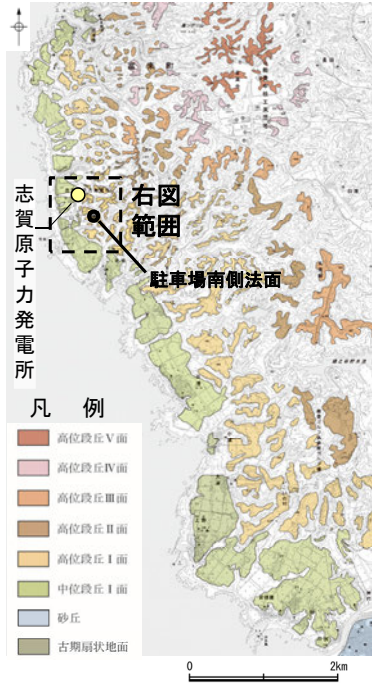 右図
範囲
志賀原子力発電所
駐車場南側法面
凡 例
高位段丘Ⅴ面
高位段丘Ⅳ面
高位段丘Ⅲ面
高位段丘Ⅱ面
高位段丘Ⅰ面
中位段丘Ⅰ面
砂丘
古期扇状地面
0 2km